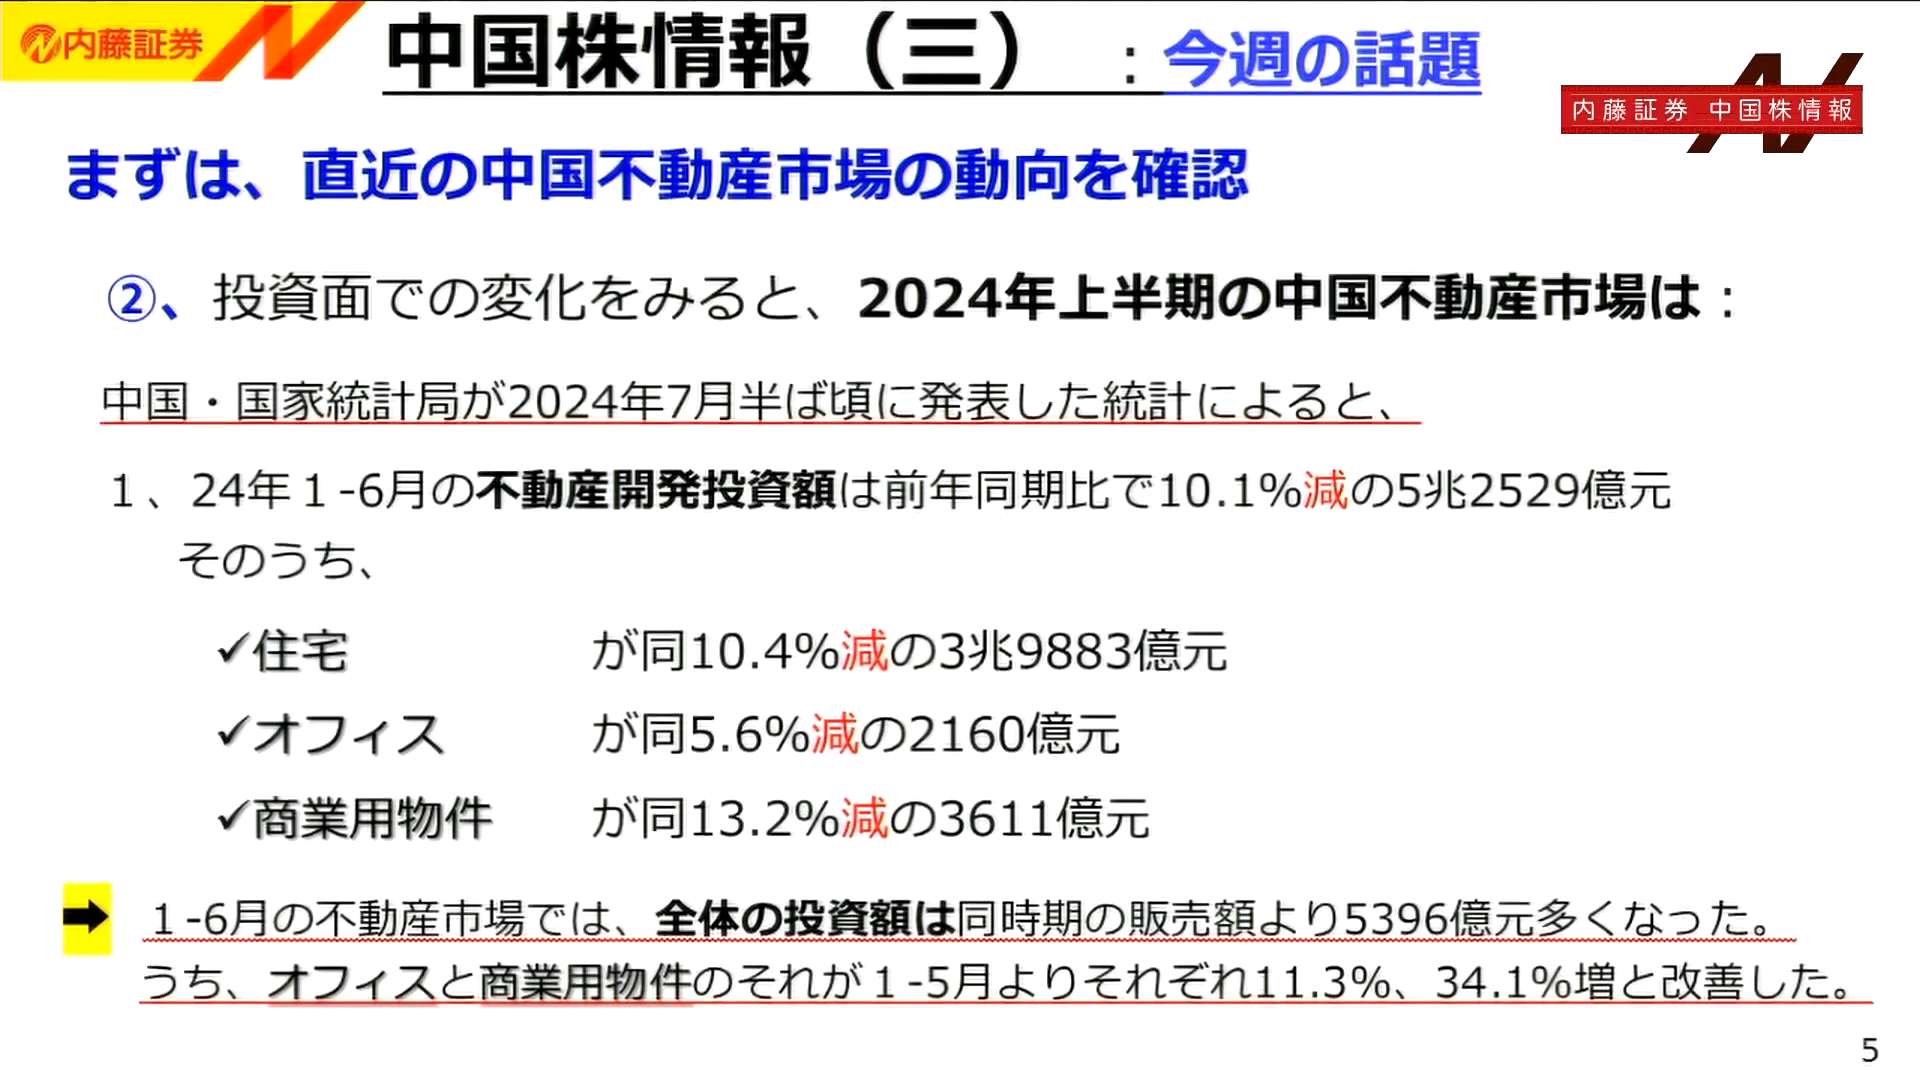 内藤証券
中国株情報（三）：今週の話題
内藤証券 中国株情報
まずは、直近の中国不動産市場の動向を確認
②、投資面での変化をみると、2024年上半期の中国不動産市場は：
中国・国家統計局が2024年7月半ば頃に発表した統計によると、
１、24年１-6月の不動産開発投資額は前年同期比で10.1%減の5兆2529億元
そのうち、
✓住宅 が同10.4%減の3兆9883億元
✓オフィス が同5.6%減の2160億元
✓商業用物件 が同13.2%減の3611億元
➡ １-6月の不動産市場では、全体の投資額は同時期の販売額より5396億元多くなった。
うち、オフィスと商業用物件のそれが１-5月よりそれぞれ11.3%、34.1%増と改善した。
5